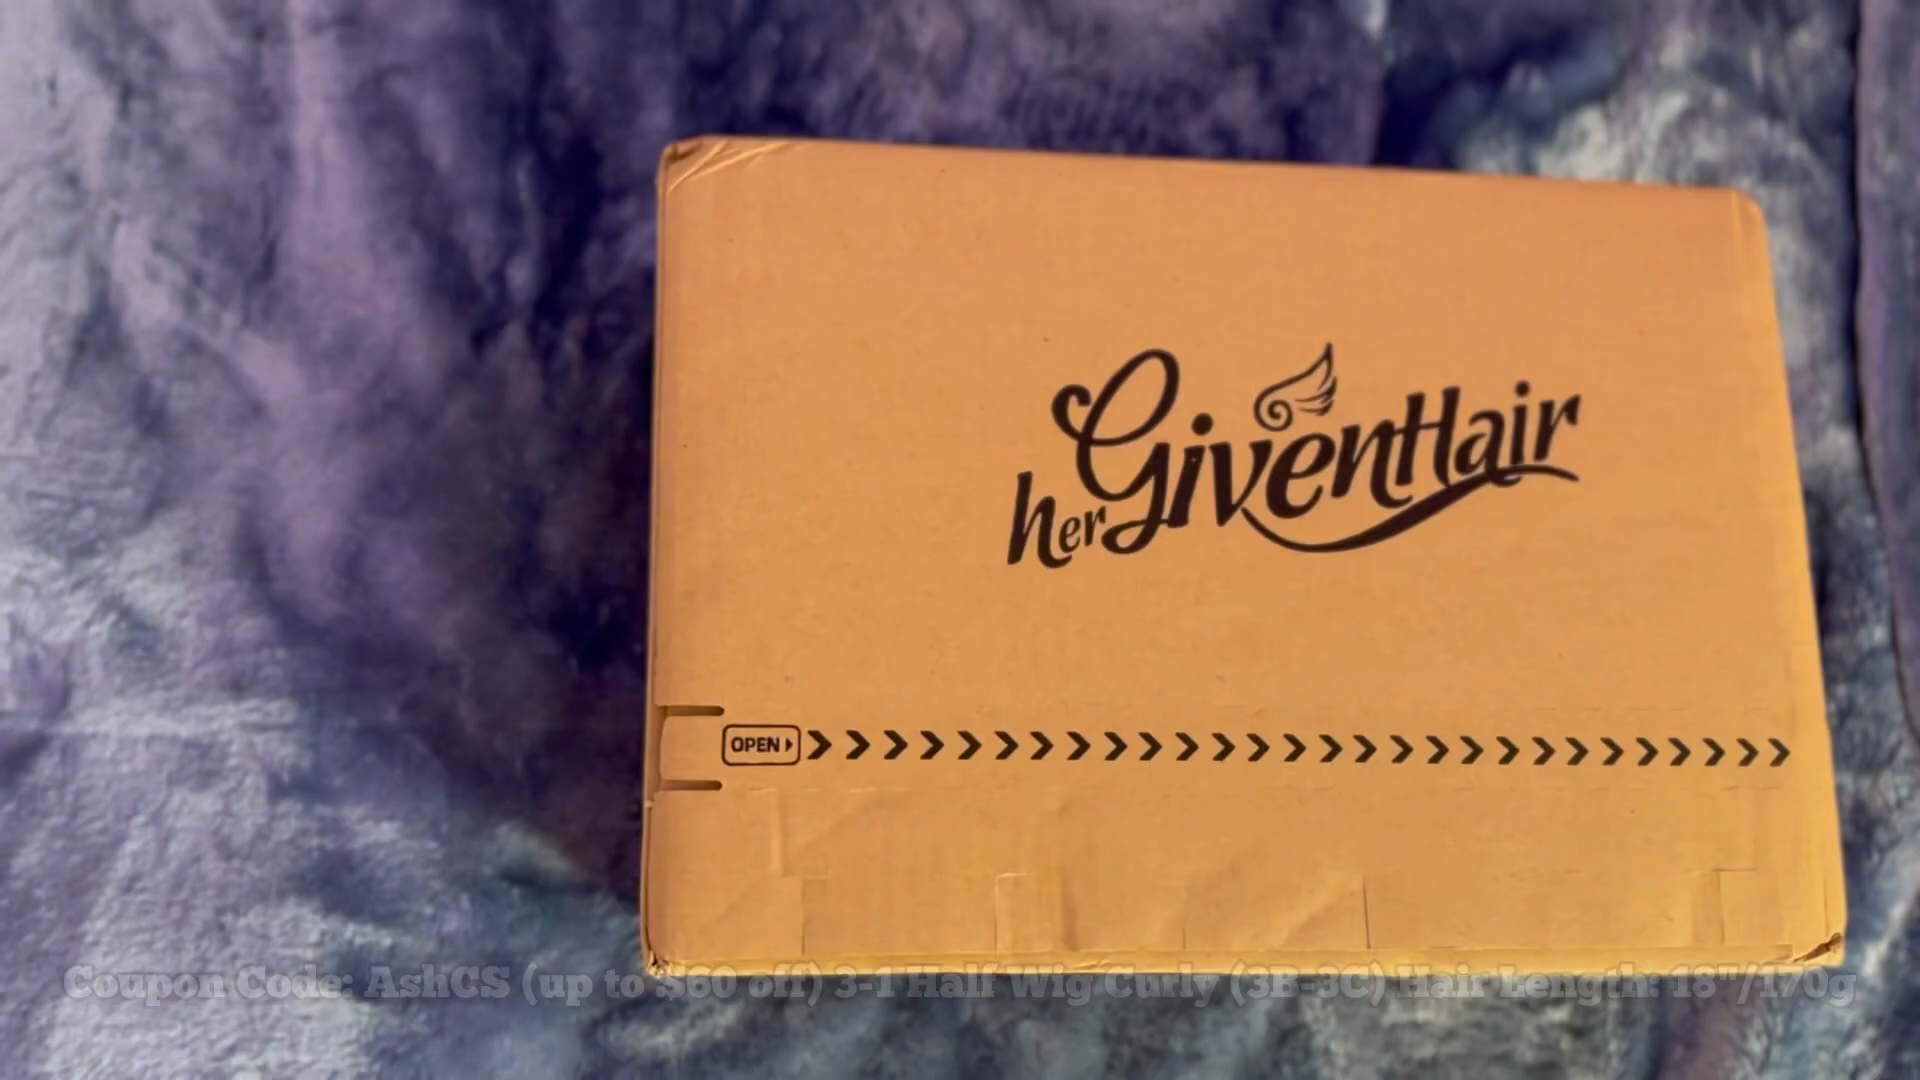 herGivenHair
OPEN
Coupon Code: AshCS (up to $60 off) 3-1 Half Wig Curly (3B-3C) Hair Length: 18"/170g